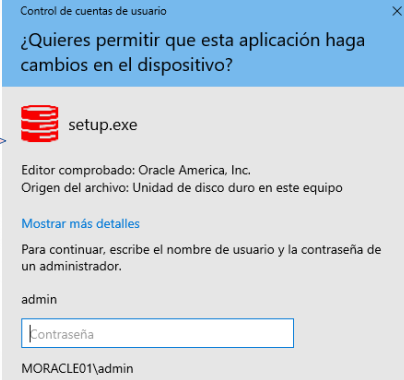 Control de cuentas de usuario
¿Quieres permitir que esta aplicación haga
cambios en el dispositivo?
setup.exe
Editor comprobado: Oracle America, Inc.
Origen del archivo: Unidad de disco duro en este equipo
Mostrar más detalles
Para continuar, escribe el nombre de usuario y la contraseña de
un administrador.
admin
Contraseña
MORACLE01\admin